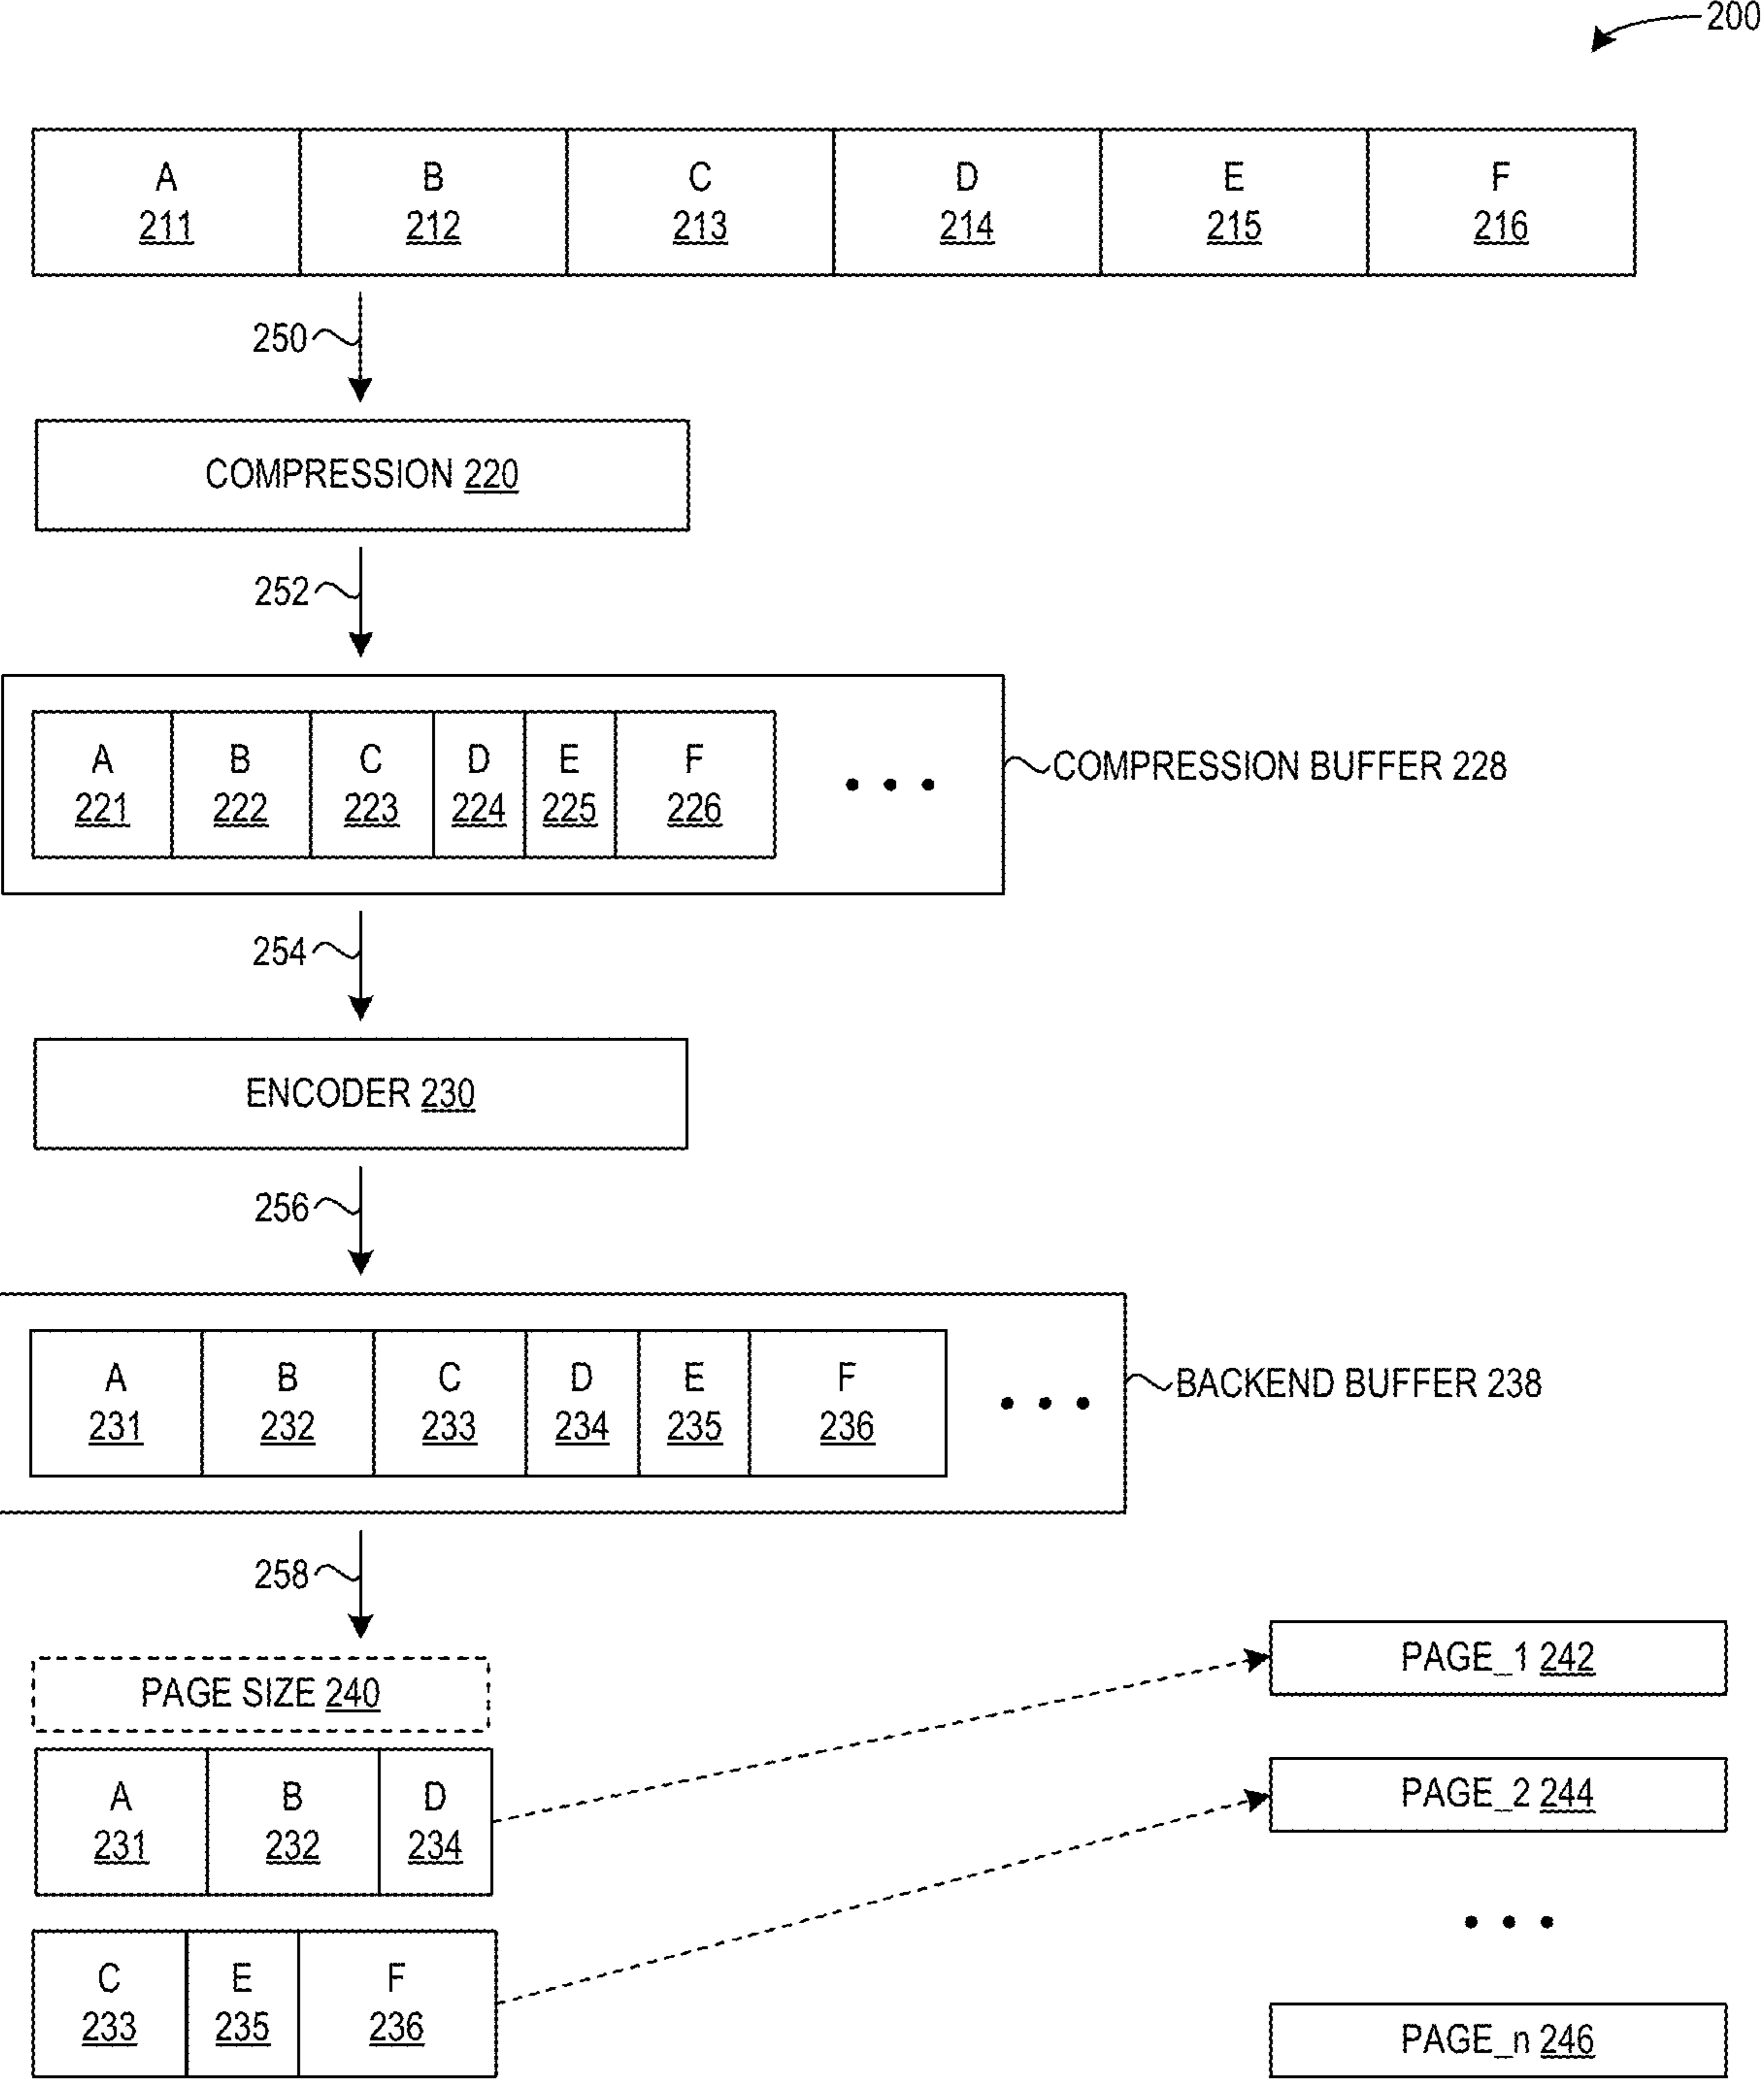 200
A B C D E F
211 212 213 214 215 216
250
COMPRESSION 220
252
A B C D E F
221 222 223 224 225 226
• • •
COMPRESSION BUFFER 228
254
ENCODER 230
256
A B C D E F
231 232 233 234 235 236
• • •
BACKEND BUFFER 238
258
PAGE SIZE 240
PAGE_1 242
A B D
231 232 234
PAGE_2 244
• • •
C E F
233 235 236
PAGE_n 246